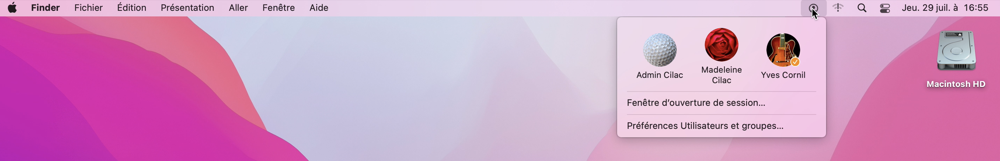 Finder Fichier Édition Présentation Aller Fenêtre Aide Jeu. 29 juil. à 16:55
Admin Cilac
Madeleine
Cilac
Yves Cornil
Fenêtre d’ouverture de session...
Préférences Utilisateurs et groupes...
Macintosh HD